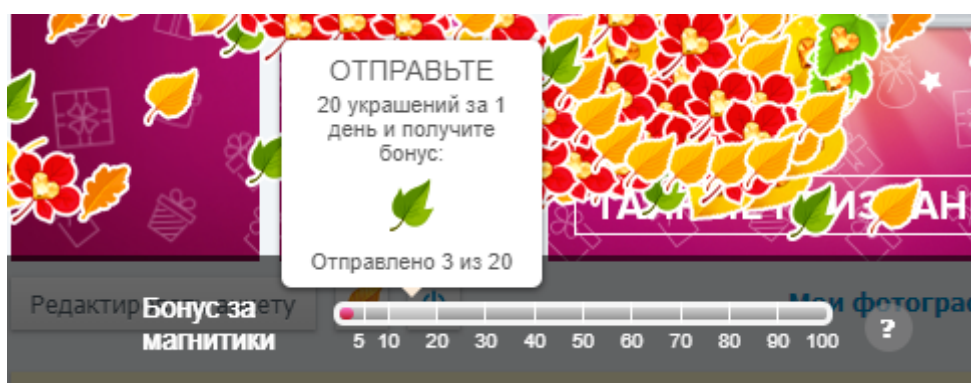 ОТПРАВЬТЕ
20 украшений за 1
день и получите
бонус:
Отправлено 3 из 20
Бонус за
магнитики
5 10 20 30 40 50 60 70 80 90 100
?